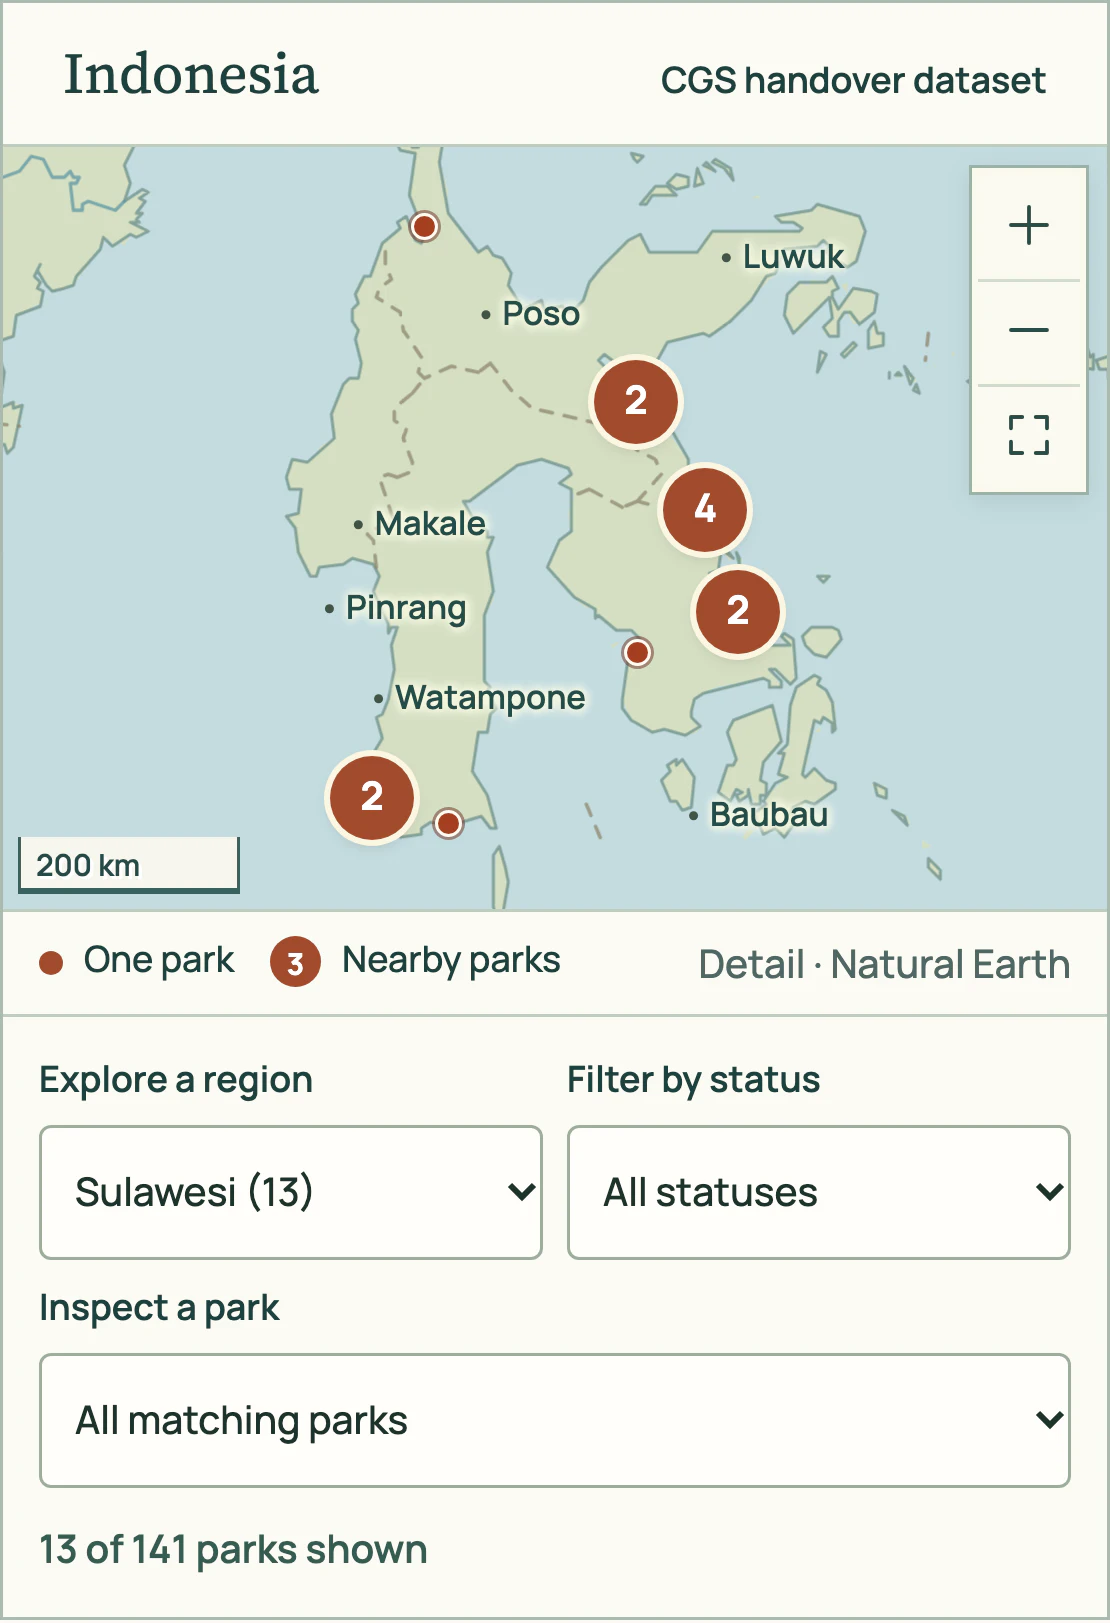 Indonesia
CGS handover dataset
Luwuk
Poso
2
4
Makale
2
Pinrang
Watampone
2
Baubau
200 km
One park
3
Nearby parks
Detail · Natural Earth
Explore a region
Filter by status
Sulawesi (13)
All statuses
Inspect a park
All matching parks
13 of 141 parks shown